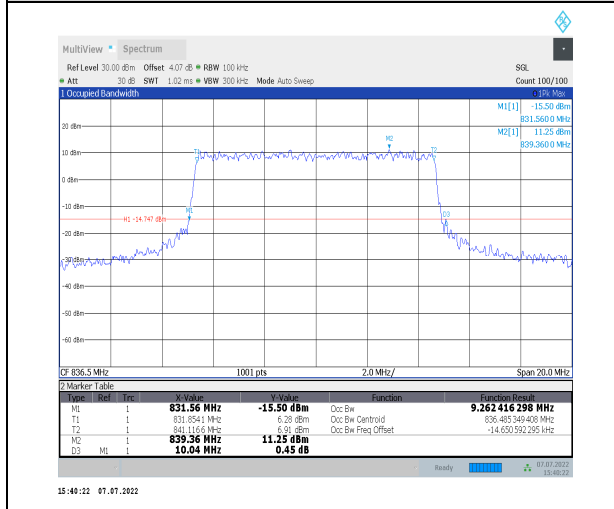 MultiView Spectrum
Ref Level 30.00 dBm Offset 4.07 dB RBW 100 kHz SGL
Att 30 dB SWT 1.02 ms VBW 300 kHz Mode Auto Sweep Count 100/100
1 Occupied Bandwidth 1Pk Max
M1[1] -15.50 dBm
831.5600 MHz
M2[1] 11.25 dBm
839.3600 MHz
20 dBm
M2
10 dBm T1 T2
0 dBm
-10 dBm
M1 D3
H1 -14.747 dBm
-20 dBm
-30 dBm
-40 dBm
-50 dBm
-60 dBm
CF 836.5 MHz 1001 pts 2.0 MHz/ Span 20.0 MHz
2 Marker Table
Type Ref Trc X-Value Y-Value Function Function Result
M1 1 831.56 MHz -15.50 dBm Occ Bw 9.262 416 298 MHz
T1 1 831.8541 MHz 6.28 dBm Occ Bw Centroid 836.485 349 408 MHz
T2 1 841.1166 MHz 6.91 dBm Occ Bw Freq Offset -14.650 592 295 kHz
M2 1 839.36 MHz 11.25 dBm
D3 M1 1 10.04 MHz 0.45 dB
Ready 07.07.2022
15:40:22
15:40:22 07.07.2022